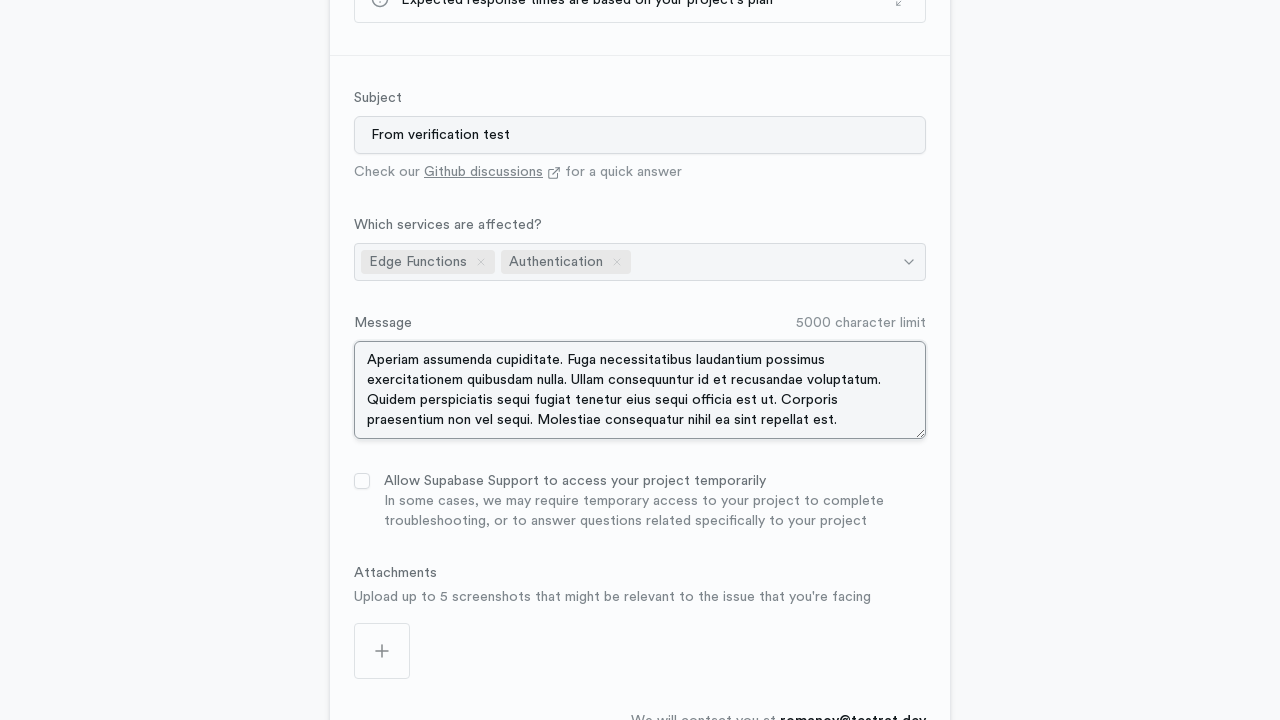 Expected response times are based on your project's plan
Subject
From verification test
Check our Github discussions for a quick answer
Which services are affected?
Edge Functions Authentication
Message 5000 character limit
Aperiam assumenda cupiditate. Fuga necessitatibus laudantium possimus
exercitationem quibusdam nulla. Ullam consequuntur id et recusandae voluptatum.
Quidem perspiciatis sequi fugiat tenetur eius sequi officia est ut. Corporis
praesentium non vel sequi. Molestiae consequatur nihil ea sint repellat est.
Allow Supabase Support to access your project temporarily
In some cases, we may require temporary access to your project to complete
troubleshooting, or to answer questions related specifically to your project
Attachments
Upload up to 5 screenshots that might be relevant to the issue that you're facing
We will contact you at romanov@testrat.dev